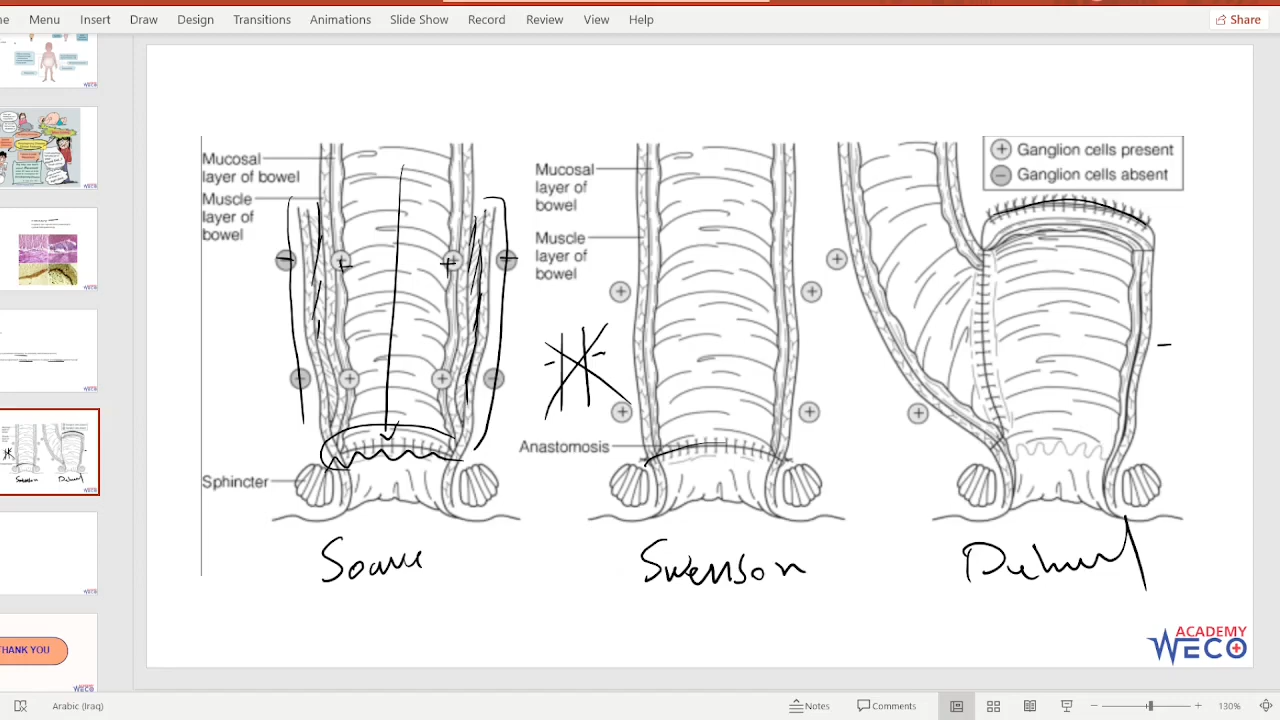 Menu Insert Draw Design Transitions Animations Slide Show Record Review View Help Share
Mucosal
layer of bowel
Muscle
layer of
bowel
Sphincter
Mucosal
layer of
bowel
Muscle
layer of
bowel
Anastomosis
+ Ganglion cells present
− Ganglion cells absent
Soave
Swenson
Duhamel
ACADEMY
WECO
THANK YOU
Arabic (Iraq)
Notes Comments 130%